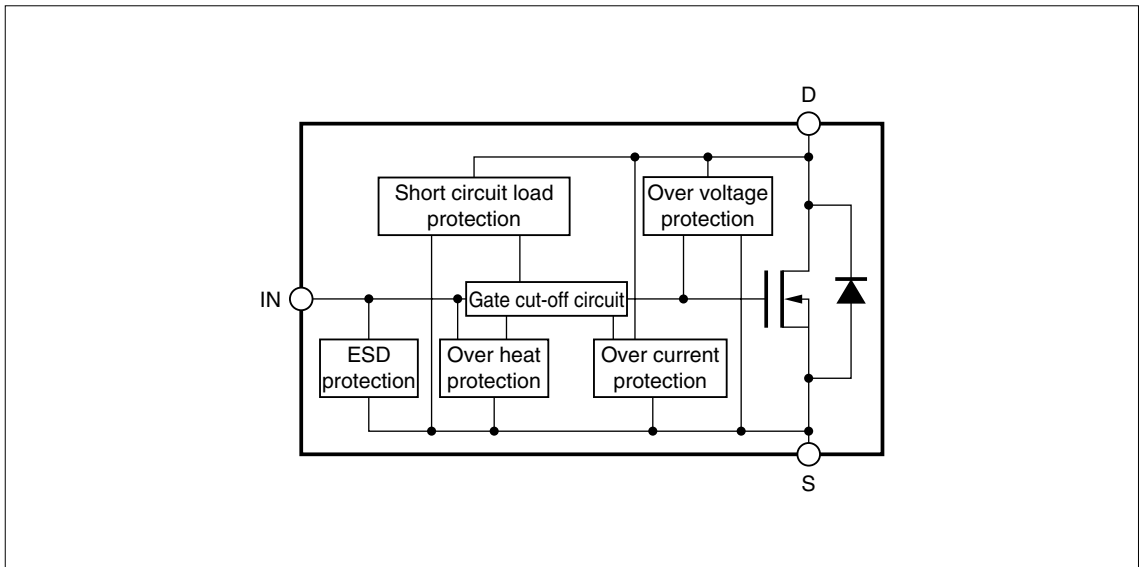 D
Short circuit load
protection
Over voltage
protection
IN
Gate cut-off circuit
ESD
protection
Over heat
protection
Over current
protection
S